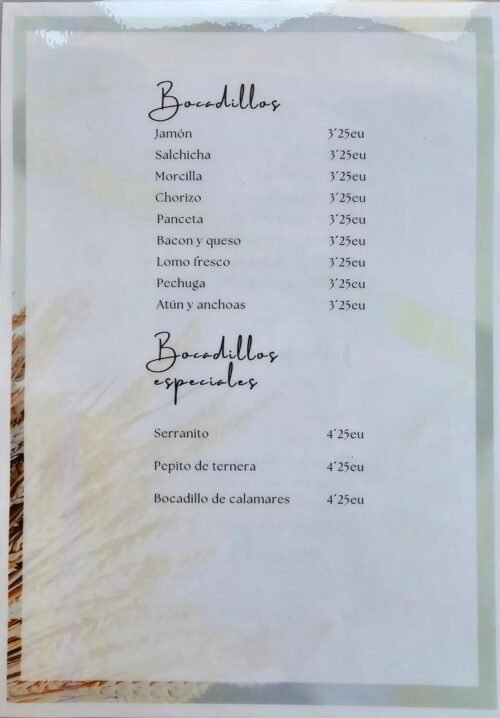 Bocadillos
Jamón 3´25eu
Salchicha 3´25eu
Morcilla 3´25eu
Chorizo 3´25eu
Panceta 3´25eu
Bacon y queso 3´25eu
Lomo fresco 3´25eu
Pechuga 3´25eu
Atún y anchoas 3´25eu
Bocadillos
especiales
Serranito 4´25eu
Pepito de ternera 4´25eu
Bocadillo de calamares 4´25eu